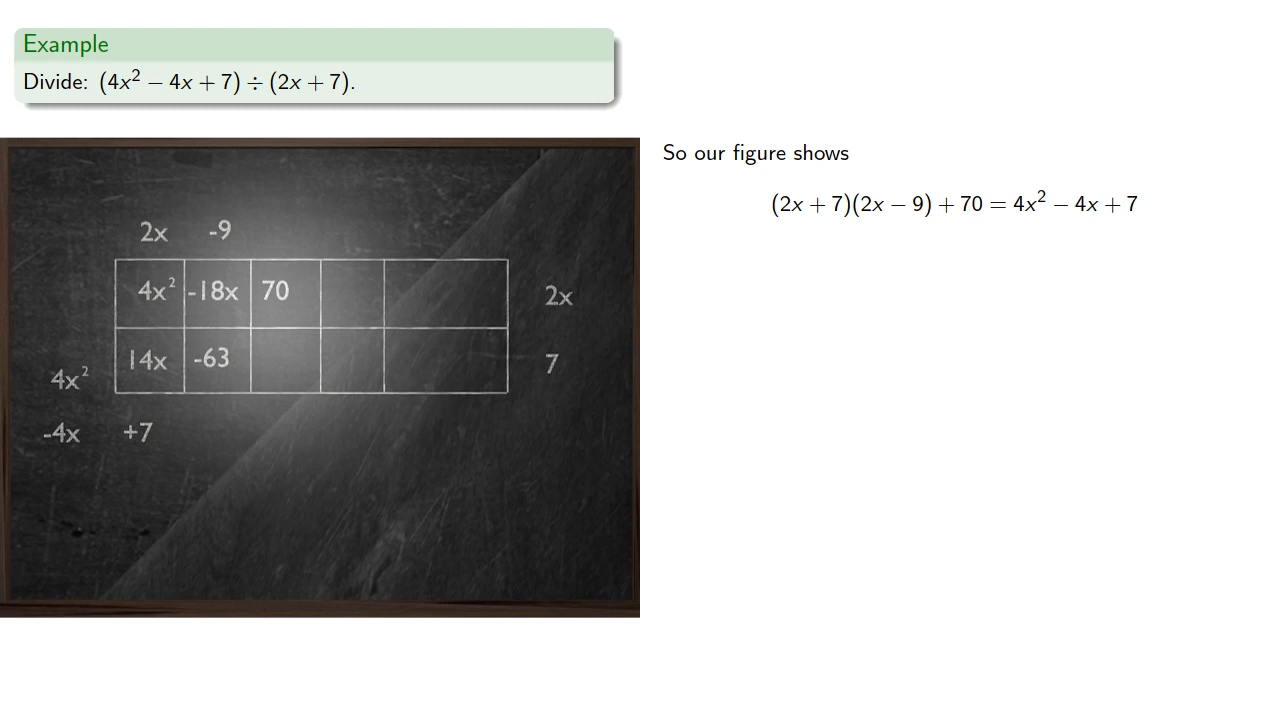 Example
Divide: (4x² − 4x + 7) ÷ (2x + 7).
2x -9
4x² -18x 70 2x
14x -63 7
4x²
-4x +7
So our figure shows
(2x + 7)(2x − 9) + 70 = 4x² − 4x + 7